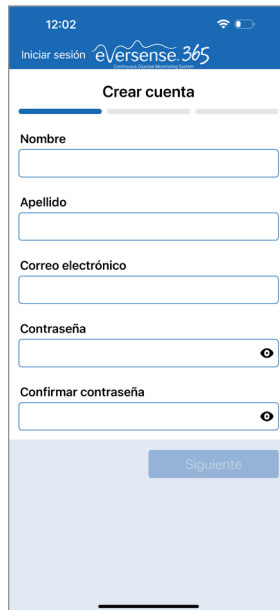 12:02
Iniciar sesión
eversense. 365
Continuous Glucose Monitoring System
Crear cuenta
Nombre
Apellido
Correo electrónico
Contraseña
Confirmar contraseña
Siguiente